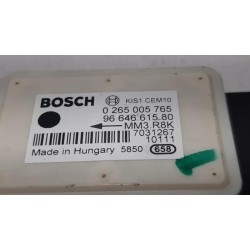 BOSCH KIS1 CEM10
0 265 005 765
96 646 615.80
MM3.R8K
7031267
10111
Made in Hungary 5850 658